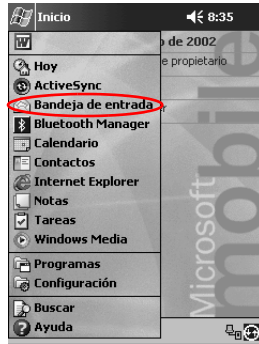 Inicio 8:35
de 2002
e propietario
Hoy
ActiveSync
Bandeja de entrada
Bluetooth Manager
Calendario
Contactos
Internet Explorer
Notas
Tareas
Windows Media
Programas
Configuración
Buscar
Ayuda
Microsoft
mobile